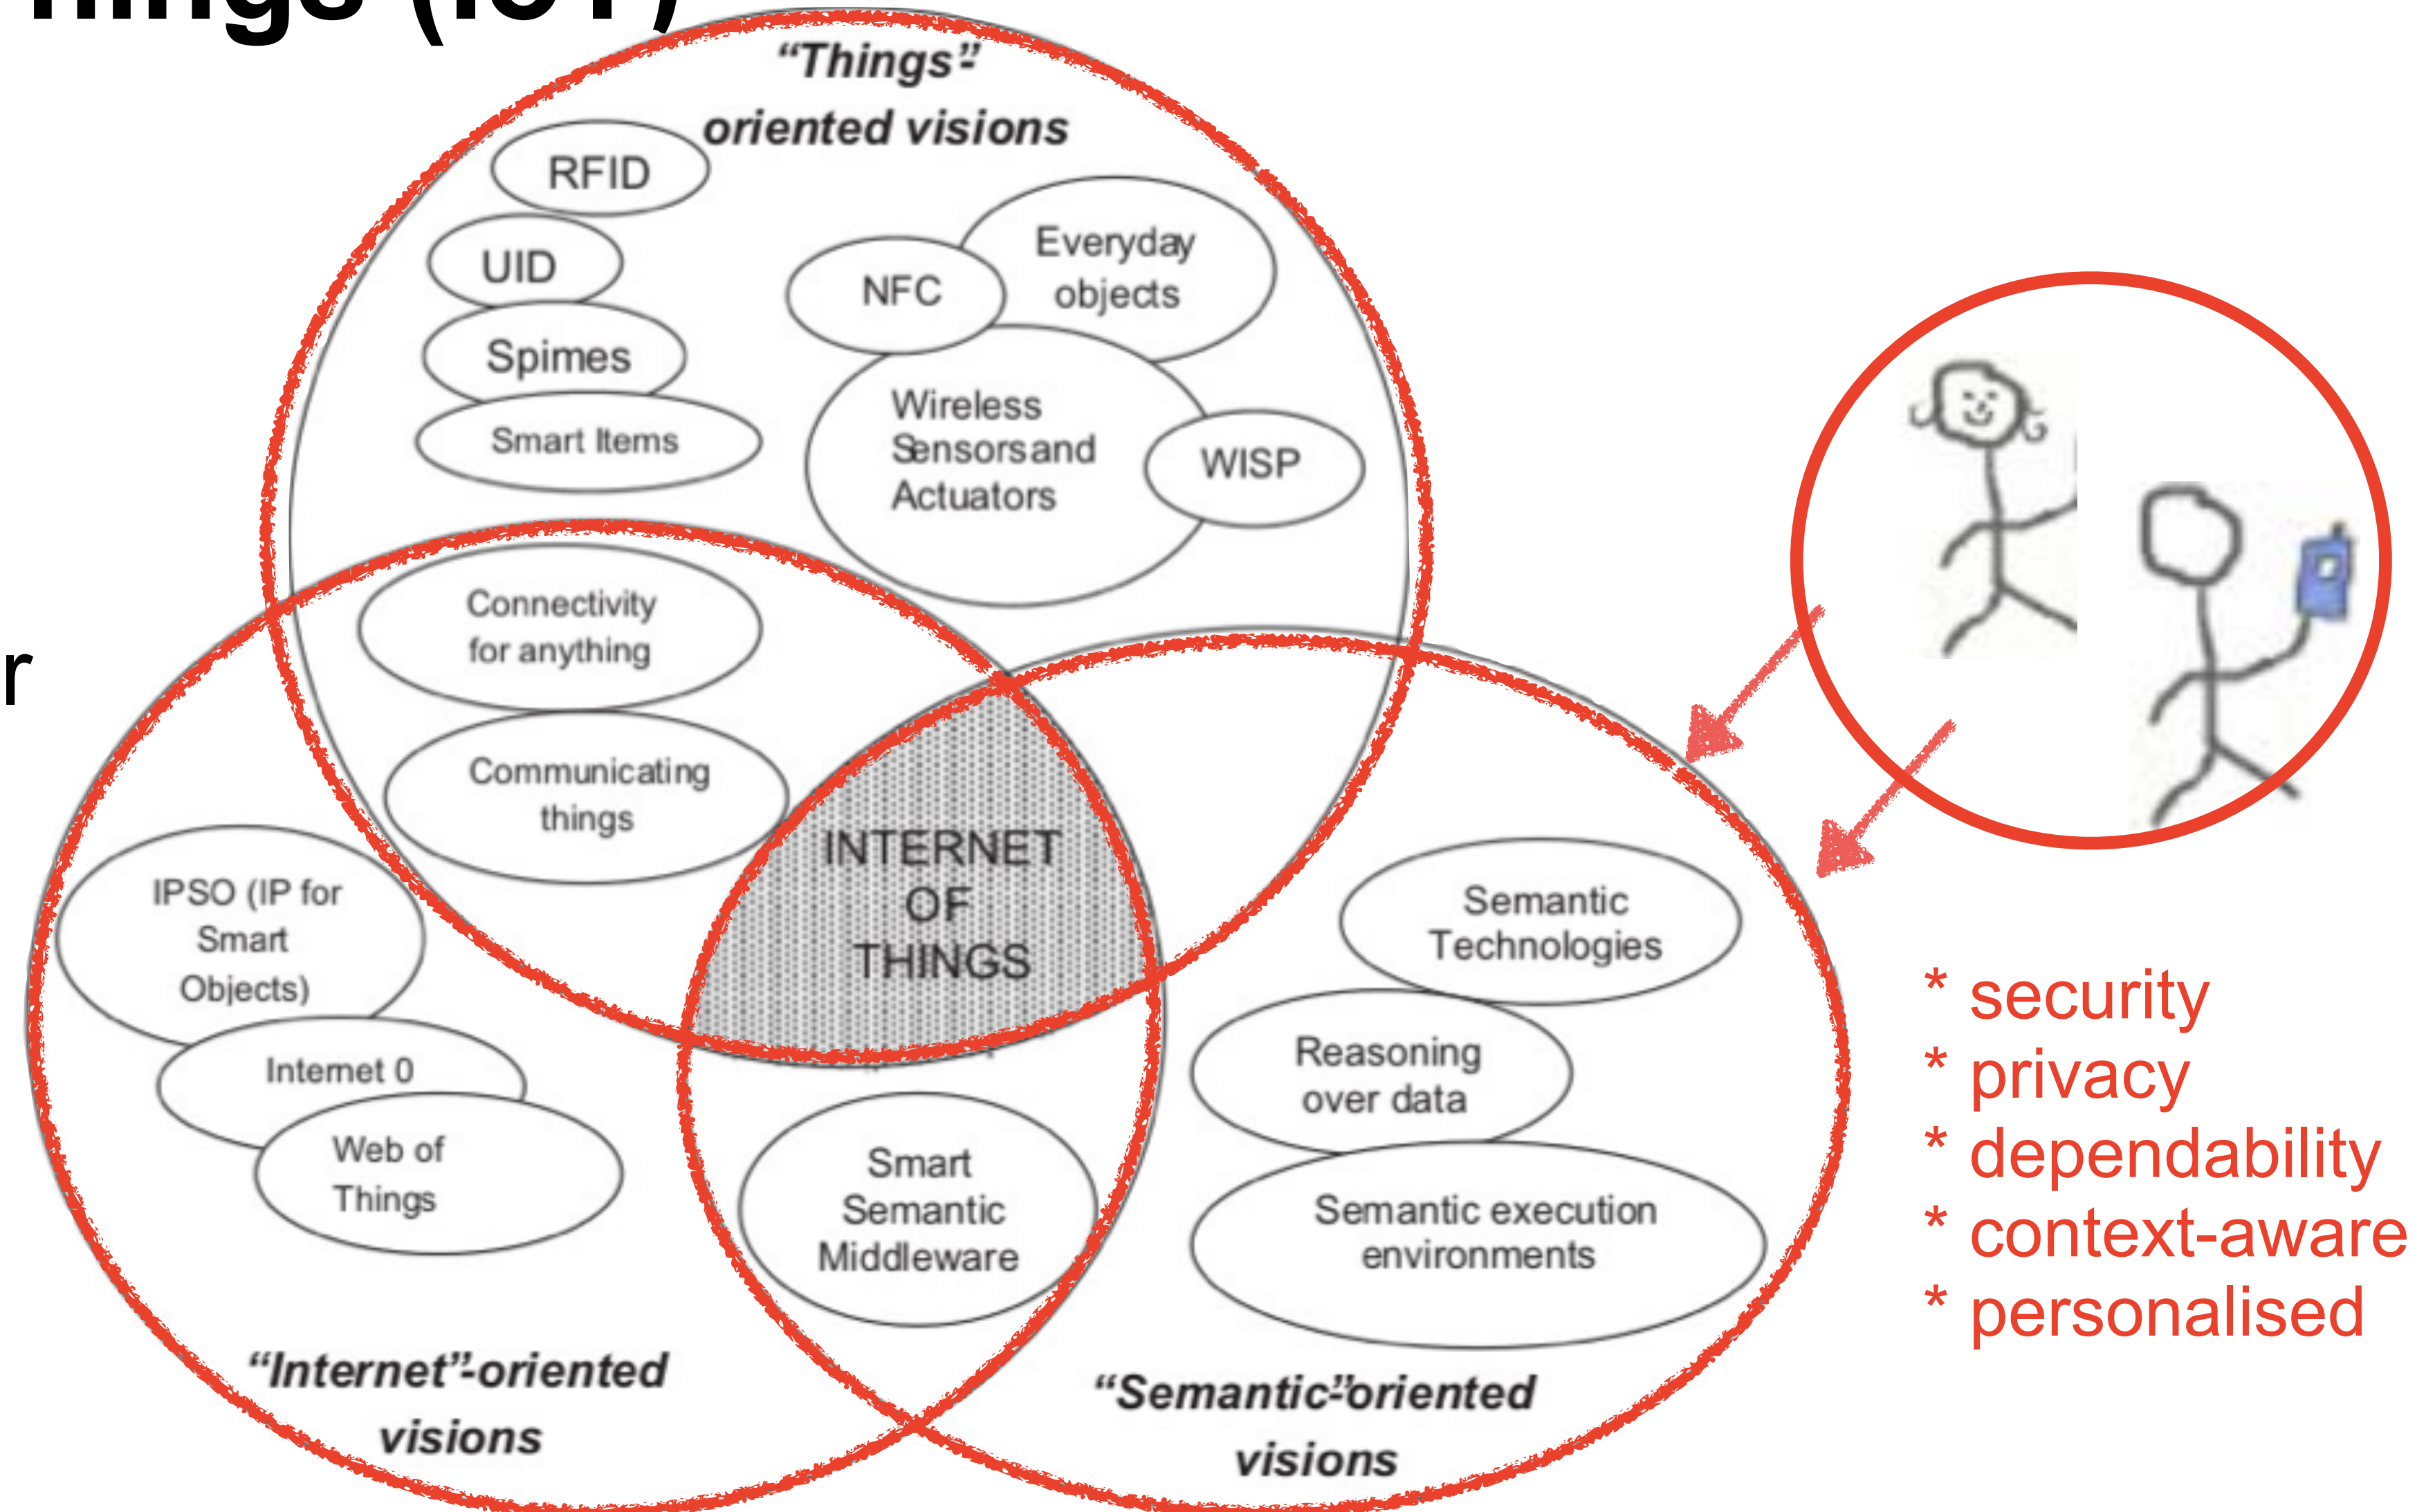 ings (IoT)
“Things”-
oriented visions
RFID
UID
Spimes
Smart Items
NFC
Everyday
objects
Wireless
Sensors and
Actuators
WISP
r
Connectivity
for anything
Communicating
things
INTERNET
OF
THINGS
IPSO (IP for
Smart
Objects)
Internet 0
Web of
Things
“Internet”-oriented
visions
Smart
Semantic
Middleware
Semantic
Technologies
Reasoning
over data
Semantic execution
environments
“Semantic”-oriented
visions
* security
* privacy
* dependability
* context-aware
* personalised